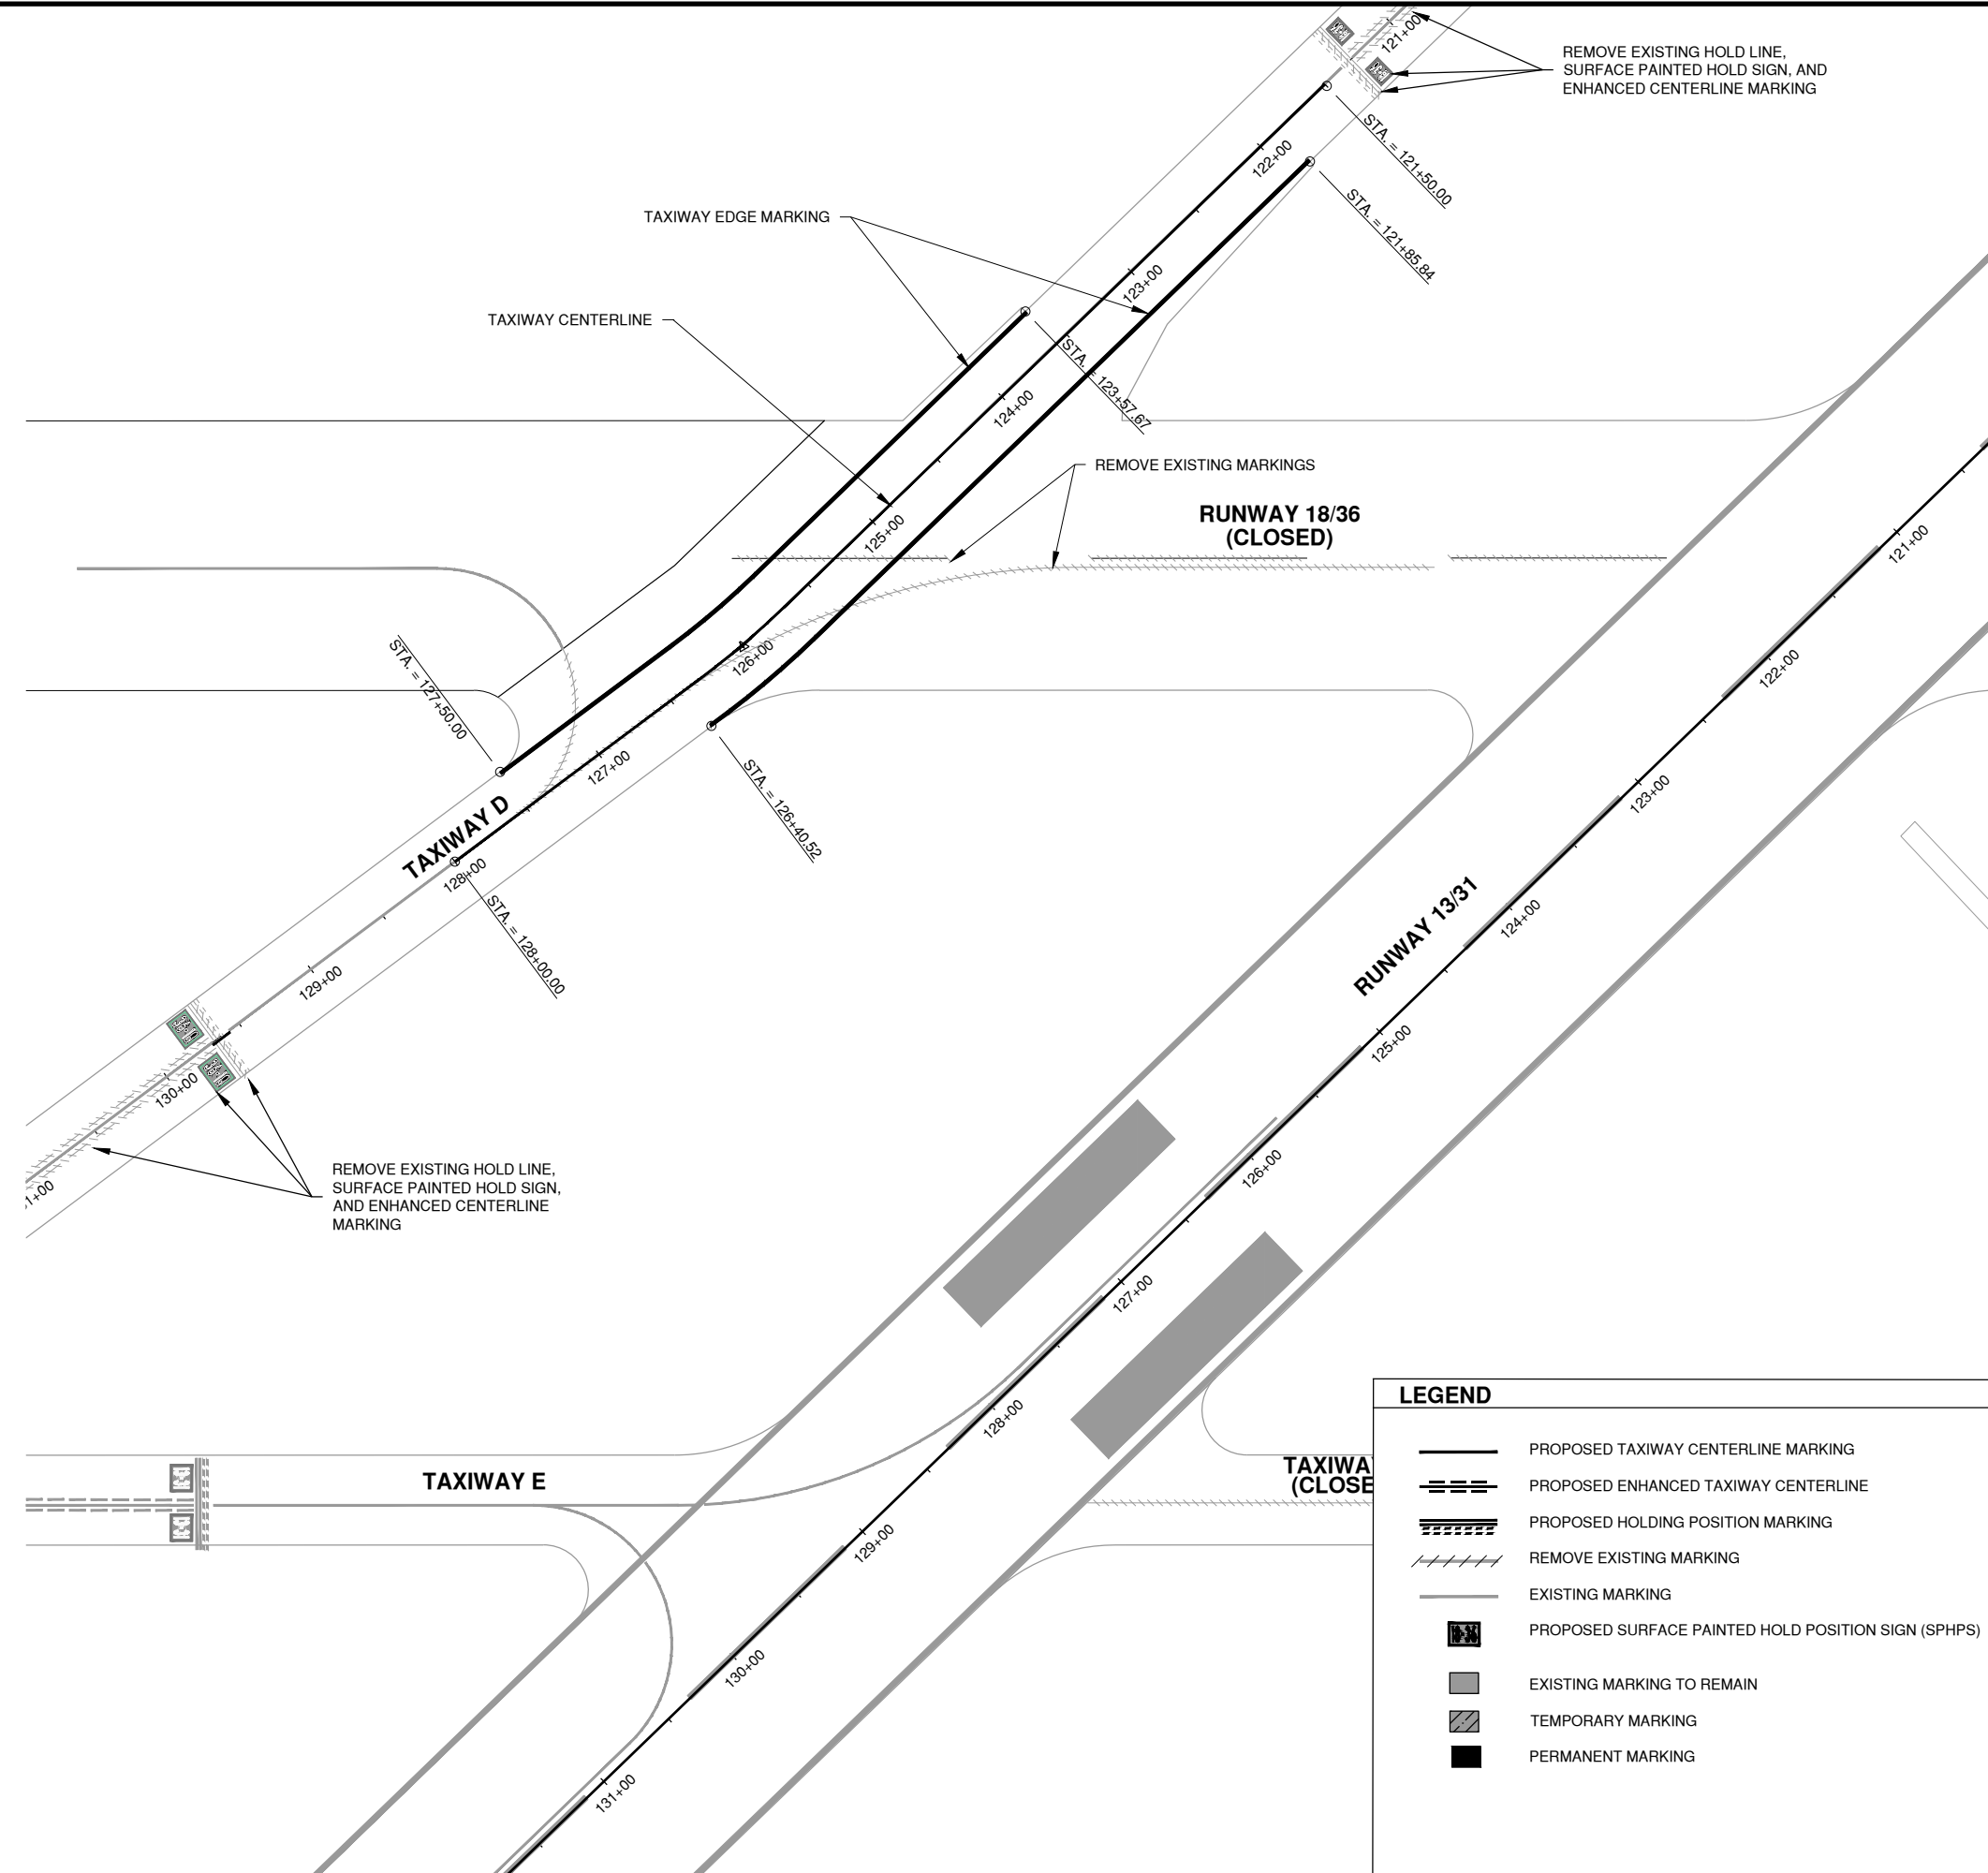 121+00
REMOVE EXISTING HOLD LINE,
SURFACE PAINTED HOLD SIGN, AND
ENHANCED CENTERLINE MARKING
STA. = 121+50.00
122+00
STA. = 121+85.84
TAXIWAY EDGE MARKING
123+00
TAXIWAY CENTERLINE
STA. = 123+57.67
124+00
REMOVE EXISTING MARKINGS
RUNWAY 18/36
(CLOSED)
125+00
121+00
126+00
122+00
STA. = 127+50.00
127+00
STA. = 126+40.52
123+00
TAXIWAY D
128+00
STA. = 128+00.00
124+00
RUNWAY 13/31
129+00
125+00
130+00
REMOVE EXISTING HOLD LINE,
SURFACE PAINTED HOLD SIGN,
AND ENHANCED CENTERLINE
MARKING
1+00
126+00
127+00
128+00
TAXIWAY E
TAXIWA
(CLOSE
129+00
130+00
131+00
LEGEND
PROPOSED TAXIWAY CENTERLINE MARKING
PROPOSED ENHANCED TAXIWAY CENTERLINE
PROPOSED HOLDING POSITION MARKING
REMOVE EXISTING MARKING
EXISTING MARKING
PROPOSED SURFACE PAINTED HOLD POSITION SIGN (SPHPS)
EXISTING MARKING TO REMAIN
TEMPORARY MARKING
PERMANENT MARKING